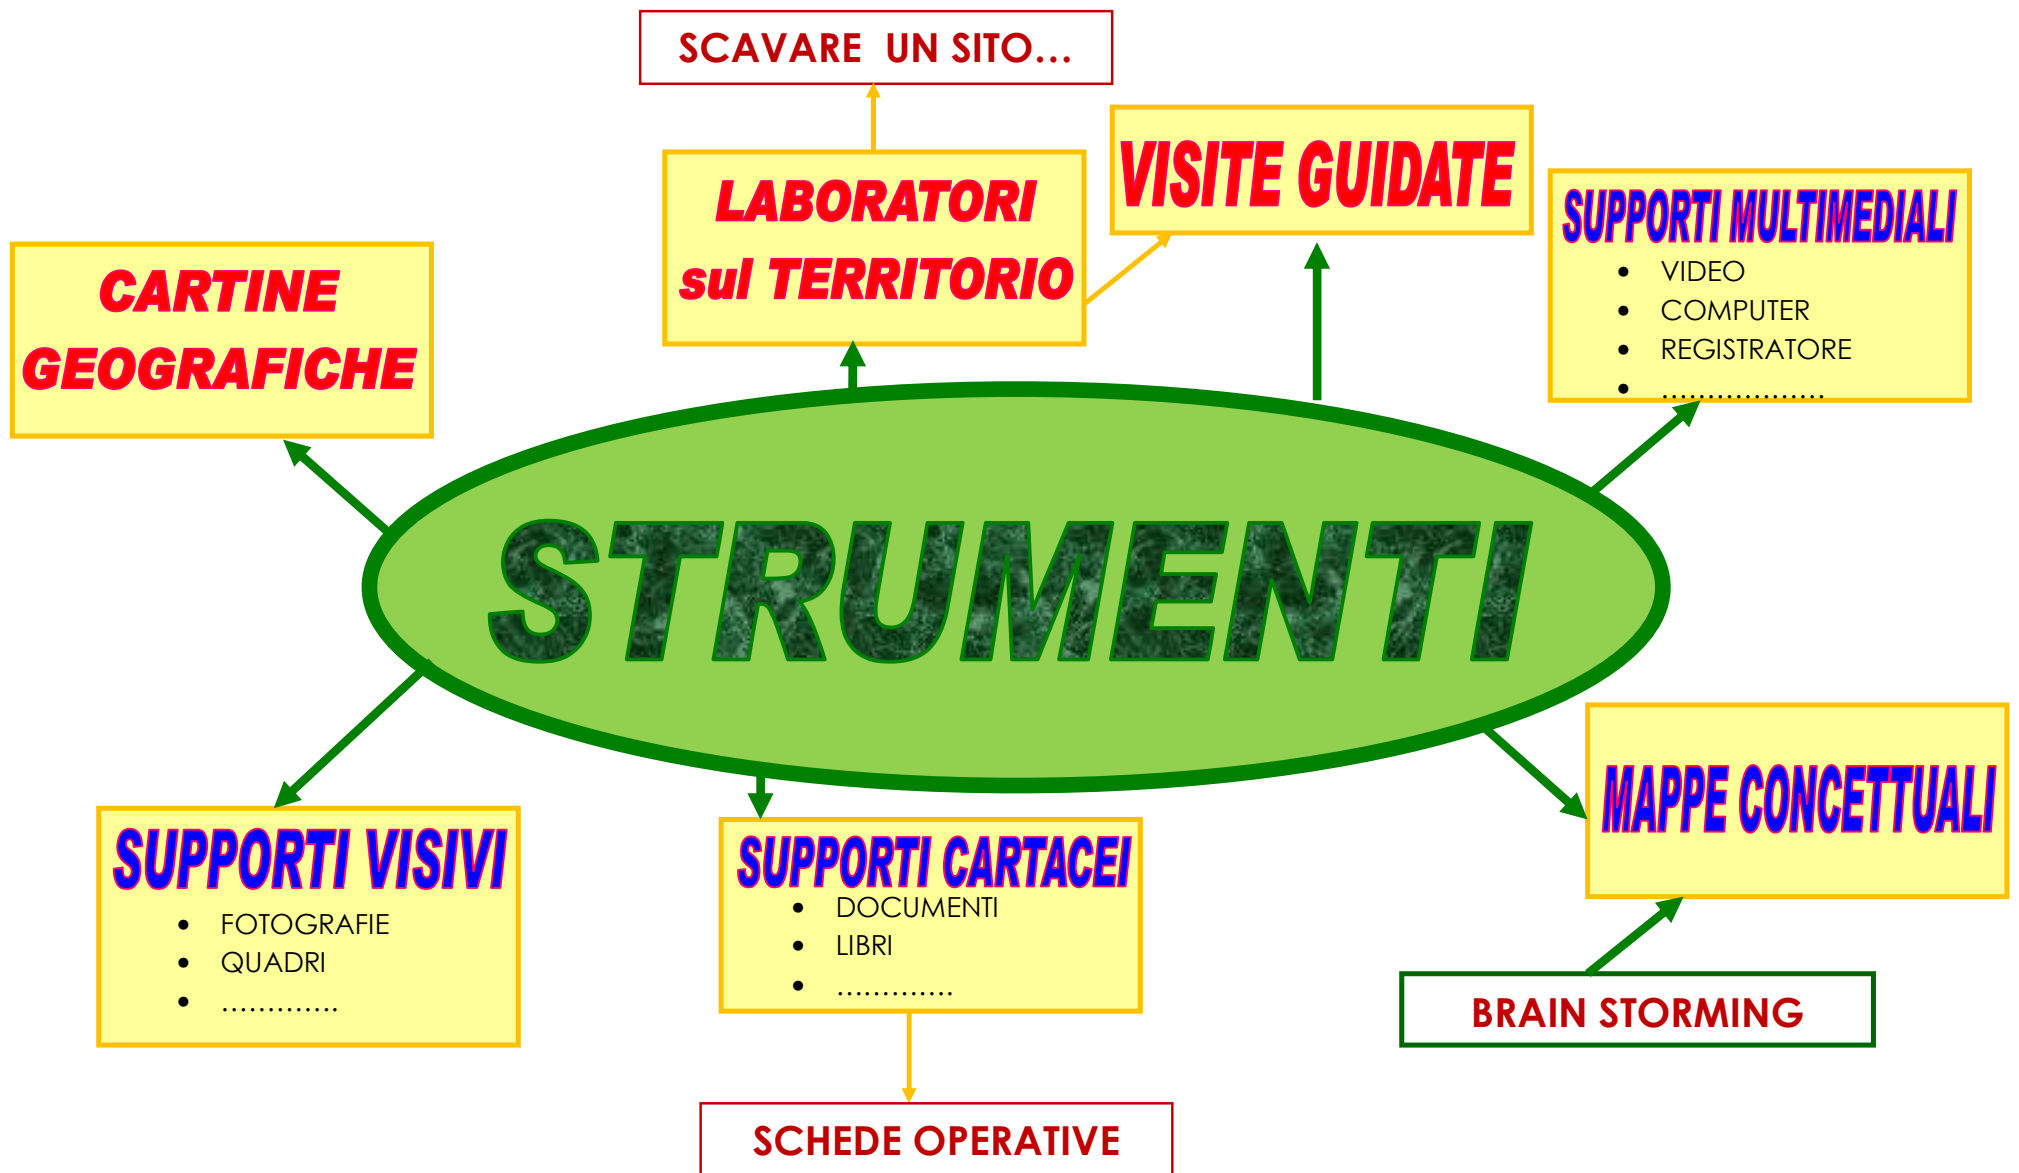 SCAVARE UN SITO…
LABORATORI
sul TERRITORIO
VISITE GUIDATE
SUPPORTI MULTIMEDIALI
• VIDEO
• COMPUTER
• REGISTRATORE
• ………………
CARTINE
GEOGRAFICHE
STRUMENTI
SUPPORTI VISIVI
• FOTOGRAFIE
• QUADRI
• ………….
SUPPORTI CARTACEI
• DOCUMENTI
• LIBRI
• ………….
MAPPE CONCETTUALI
BRAIN STORMING
SCHEDE OPERATIVE